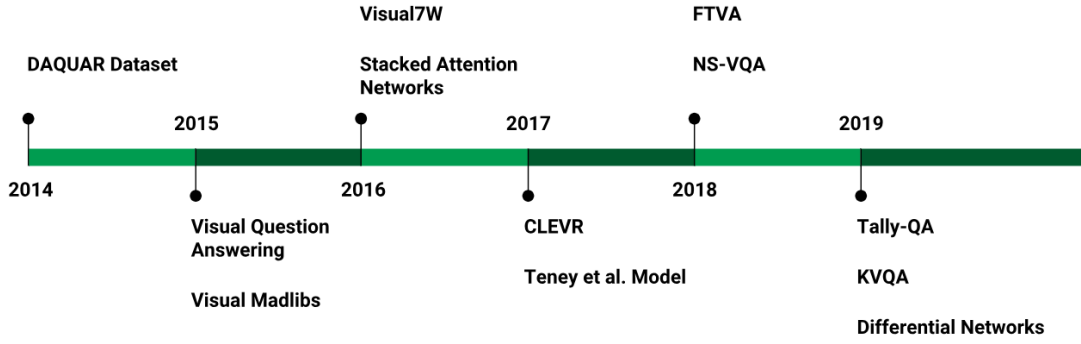 Visual7W
FTVA
DAQUAR Dataset
Stacked Attention
Networks
NS-VQA
2015
2017
2019
2014
2016
2018
Visual Question
Answering
CLEVR
Tally-QA
Visual Madlibs
Teney et al. Model
KVQA
Differential Networks